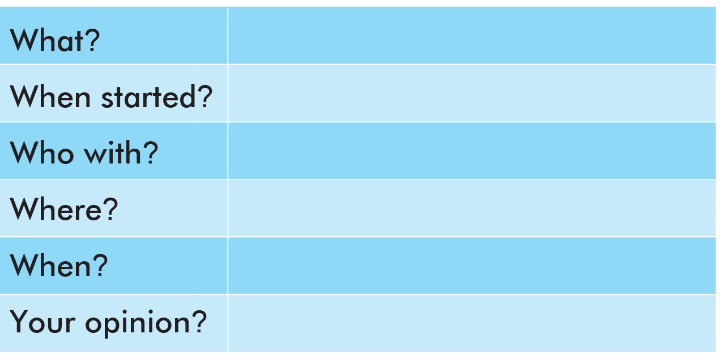 What?
When started?
Who with?
Where?
When?
Your opinion?